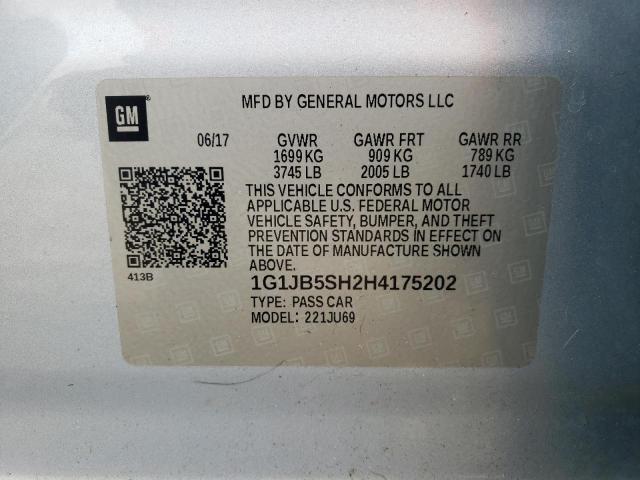 GM
MFD BY GENERAL MOTORS LLC
06/17 GVWR GAWR FRT GAWR RR
1699 KG 909 KG 789 KG
3745 LB 2005 LB 1740 LB
THIS VEHICLE CONFORMS TO ALL
APPLICABLE U.S. FEDERAL MOTOR
VEHICLE SAFETY, BUMPER, AND THEFT
PREVENTION STANDARDS IN EFFECT ON
THE DATE OF MANUFACTURE SHOWN
ABOVE.
413B
1G1JB5SH2H4175202
TYPE: PASS CAR
MODEL: 221JU69